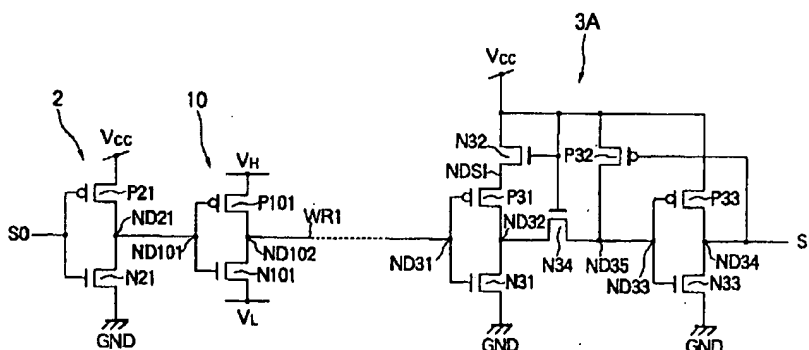 3A
2
10
VCC
VCC
VH
N32
P32
NDSI
P21
P101
P31
P33
ND21
WR1
ND32
S0
ND101
ND102
ND31
N34
ND35
ND34
S
N21
N101
N31
ND33
N33
VL
GND
GND
GND